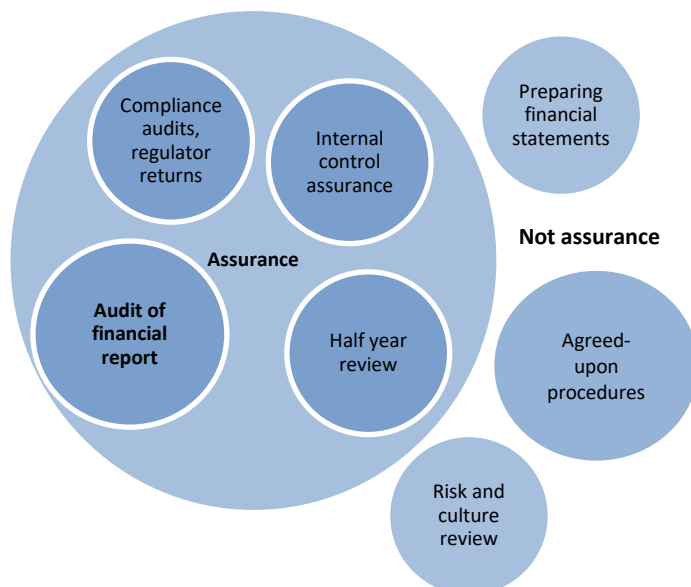 Compliance
audits,
regulator
returns
Internal
control
assurance
Preparing
financial
statements
Assurance
Not assurance
Audit of
financial
report
Half year
review
Agreed-
upon
procedures
Risk and
culture
review